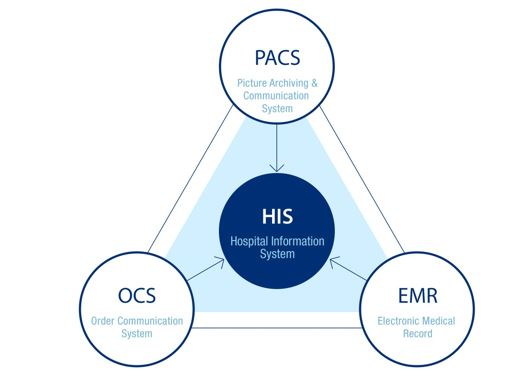 PACS
Picture Archiving &
Communication
System
HIS
Hospital Information
System
OCS
Order Communication
System
EMR
Electronic Medical
Record